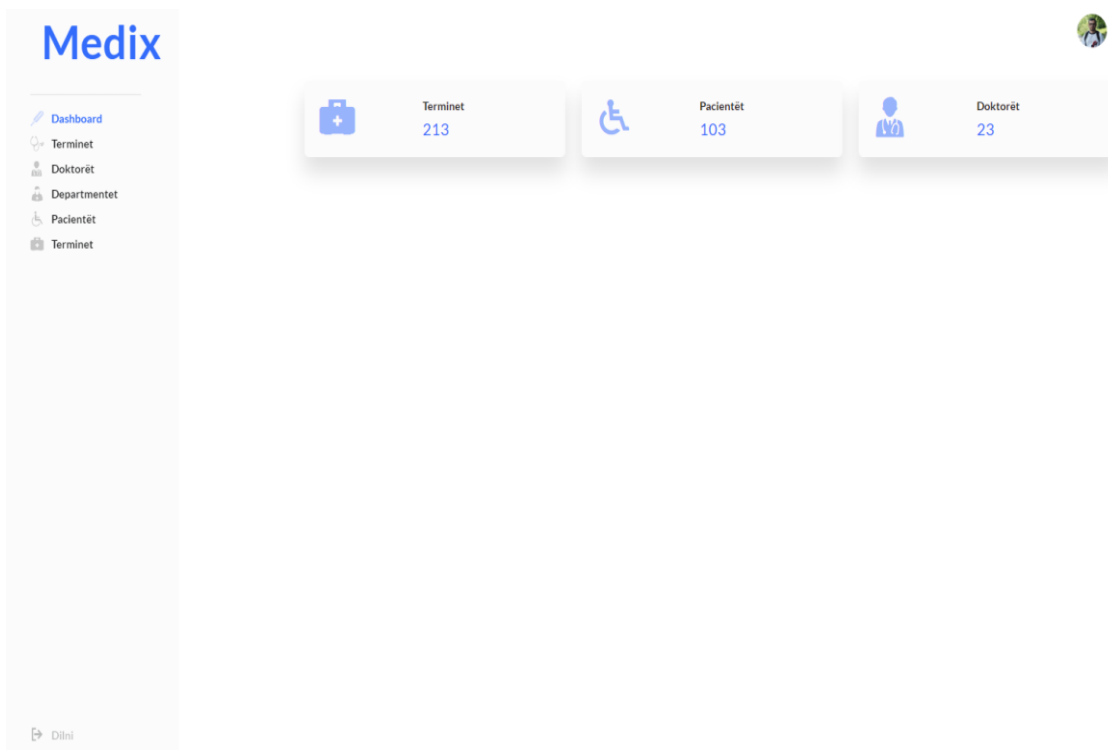 Medix
Dashboard
Terminet
Doktorët
Departmentet
Pacientët
Terminet
Dilni
Terminet
213
Pacientët
103
Doktorët
23